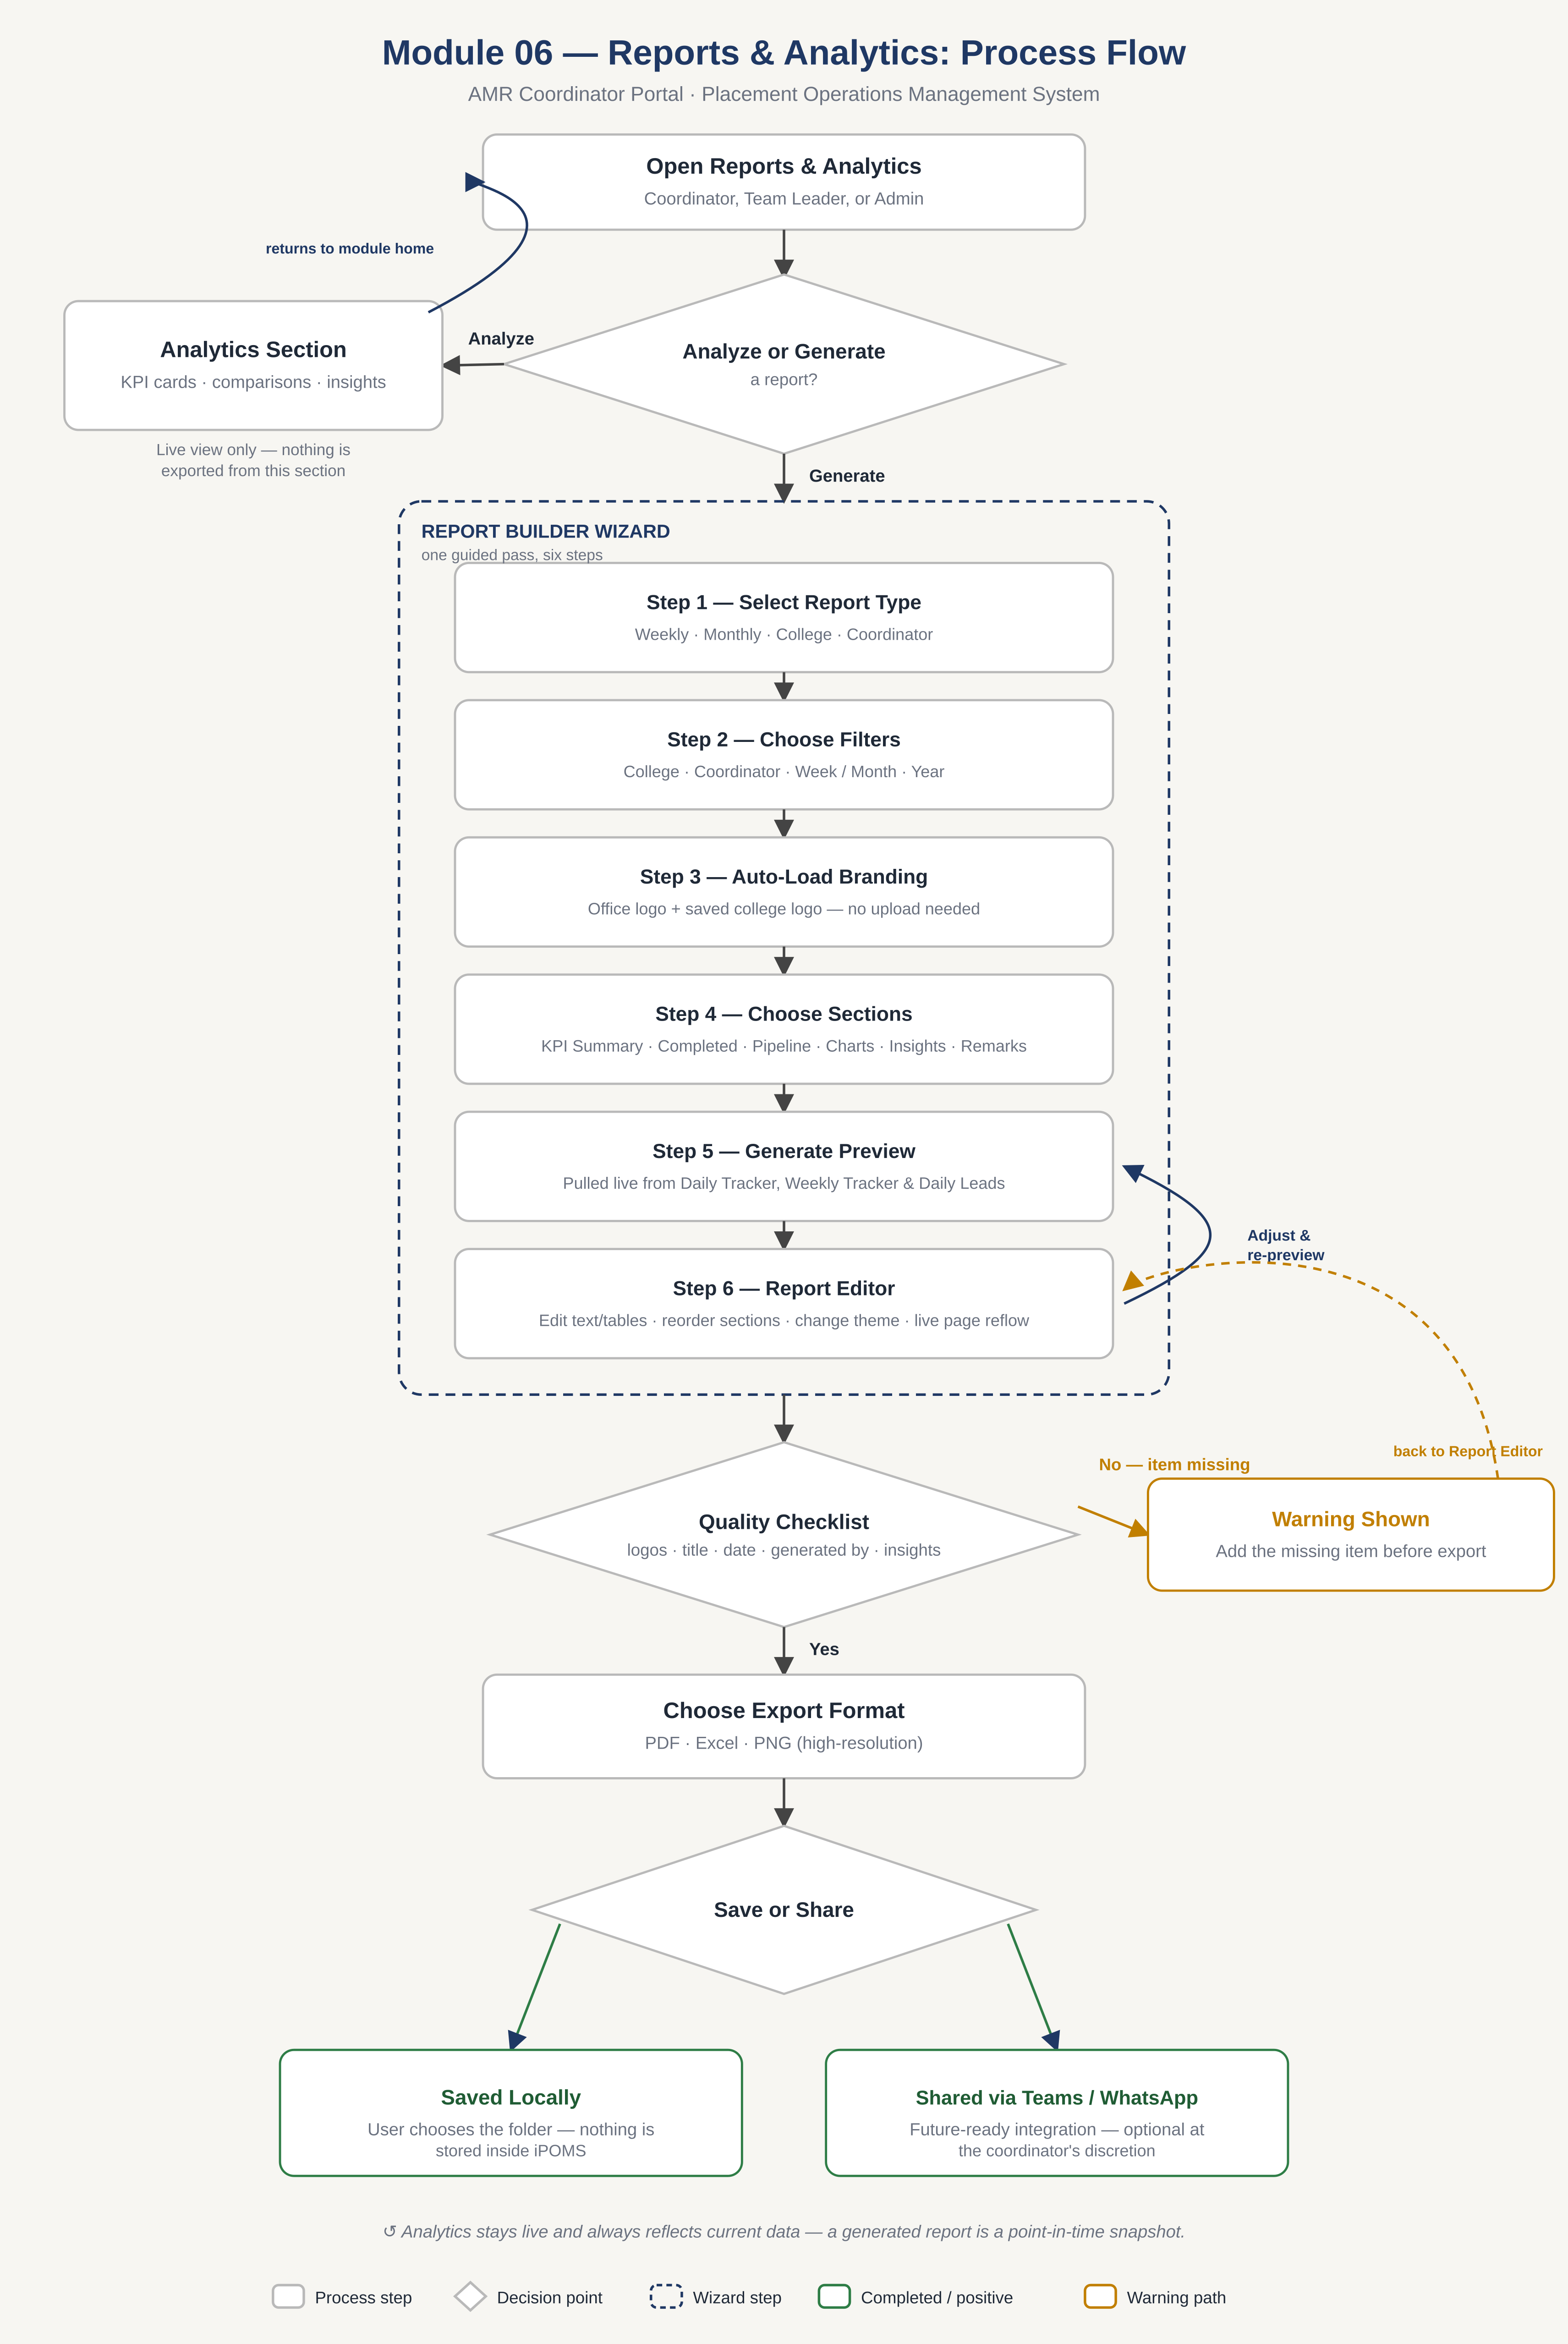 Module 06 — Reports & Analytics: Process Flow
AMR Coordinator Portal · Placement Operations Management System
Open Reports & Analytics
Coordinator, Team Leader, or Admin
returns to module home
Analyze
Analytics Section
KPI cards · comparisons · insights
Live view only — nothing is
exported from this section
Analyze or Generate
a report?
Generate
REPORT BUILDER WIZARD
one guided pass, six steps
Step 1 — Select Report Type
Weekly · Monthly · College · Coordinator
Step 2 — Choose Filters
College · Coordinator · Week / Month · Year
Step 3 — Auto-Load Branding
Office logo + saved college logo — no upload needed
Step 4 — Choose Sections
KPI Summary · Completed · Pipeline · Charts · Insights · Remarks
Step 5 — Generate Preview
Pulled live from Daily Tracker, Weekly Tracker & Daily Leads
Adjust &
re-preview
Step 6 — Report Editor
Edit text/tables · reorder sections · change theme · live page reflow
back to Report Editor
No — item missing
Quality Checklist
logos · title · date · generated by · insights
Warning Shown
Add the missing item before export
Yes
Choose Export Format
PDF · Excel · PNG (high-resolution)
Save or Share
Saved Locally
User chooses the folder — nothing is
stored inside iPOMS
Shared via Teams / WhatsApp
Future-ready integration — optional at
the coordinator's discretion
↺ Analytics stays live and always reflects current data — a generated report is a point-in-time snapshot.
Process step
Decision point
Wizard step
Completed / positive
Warning path